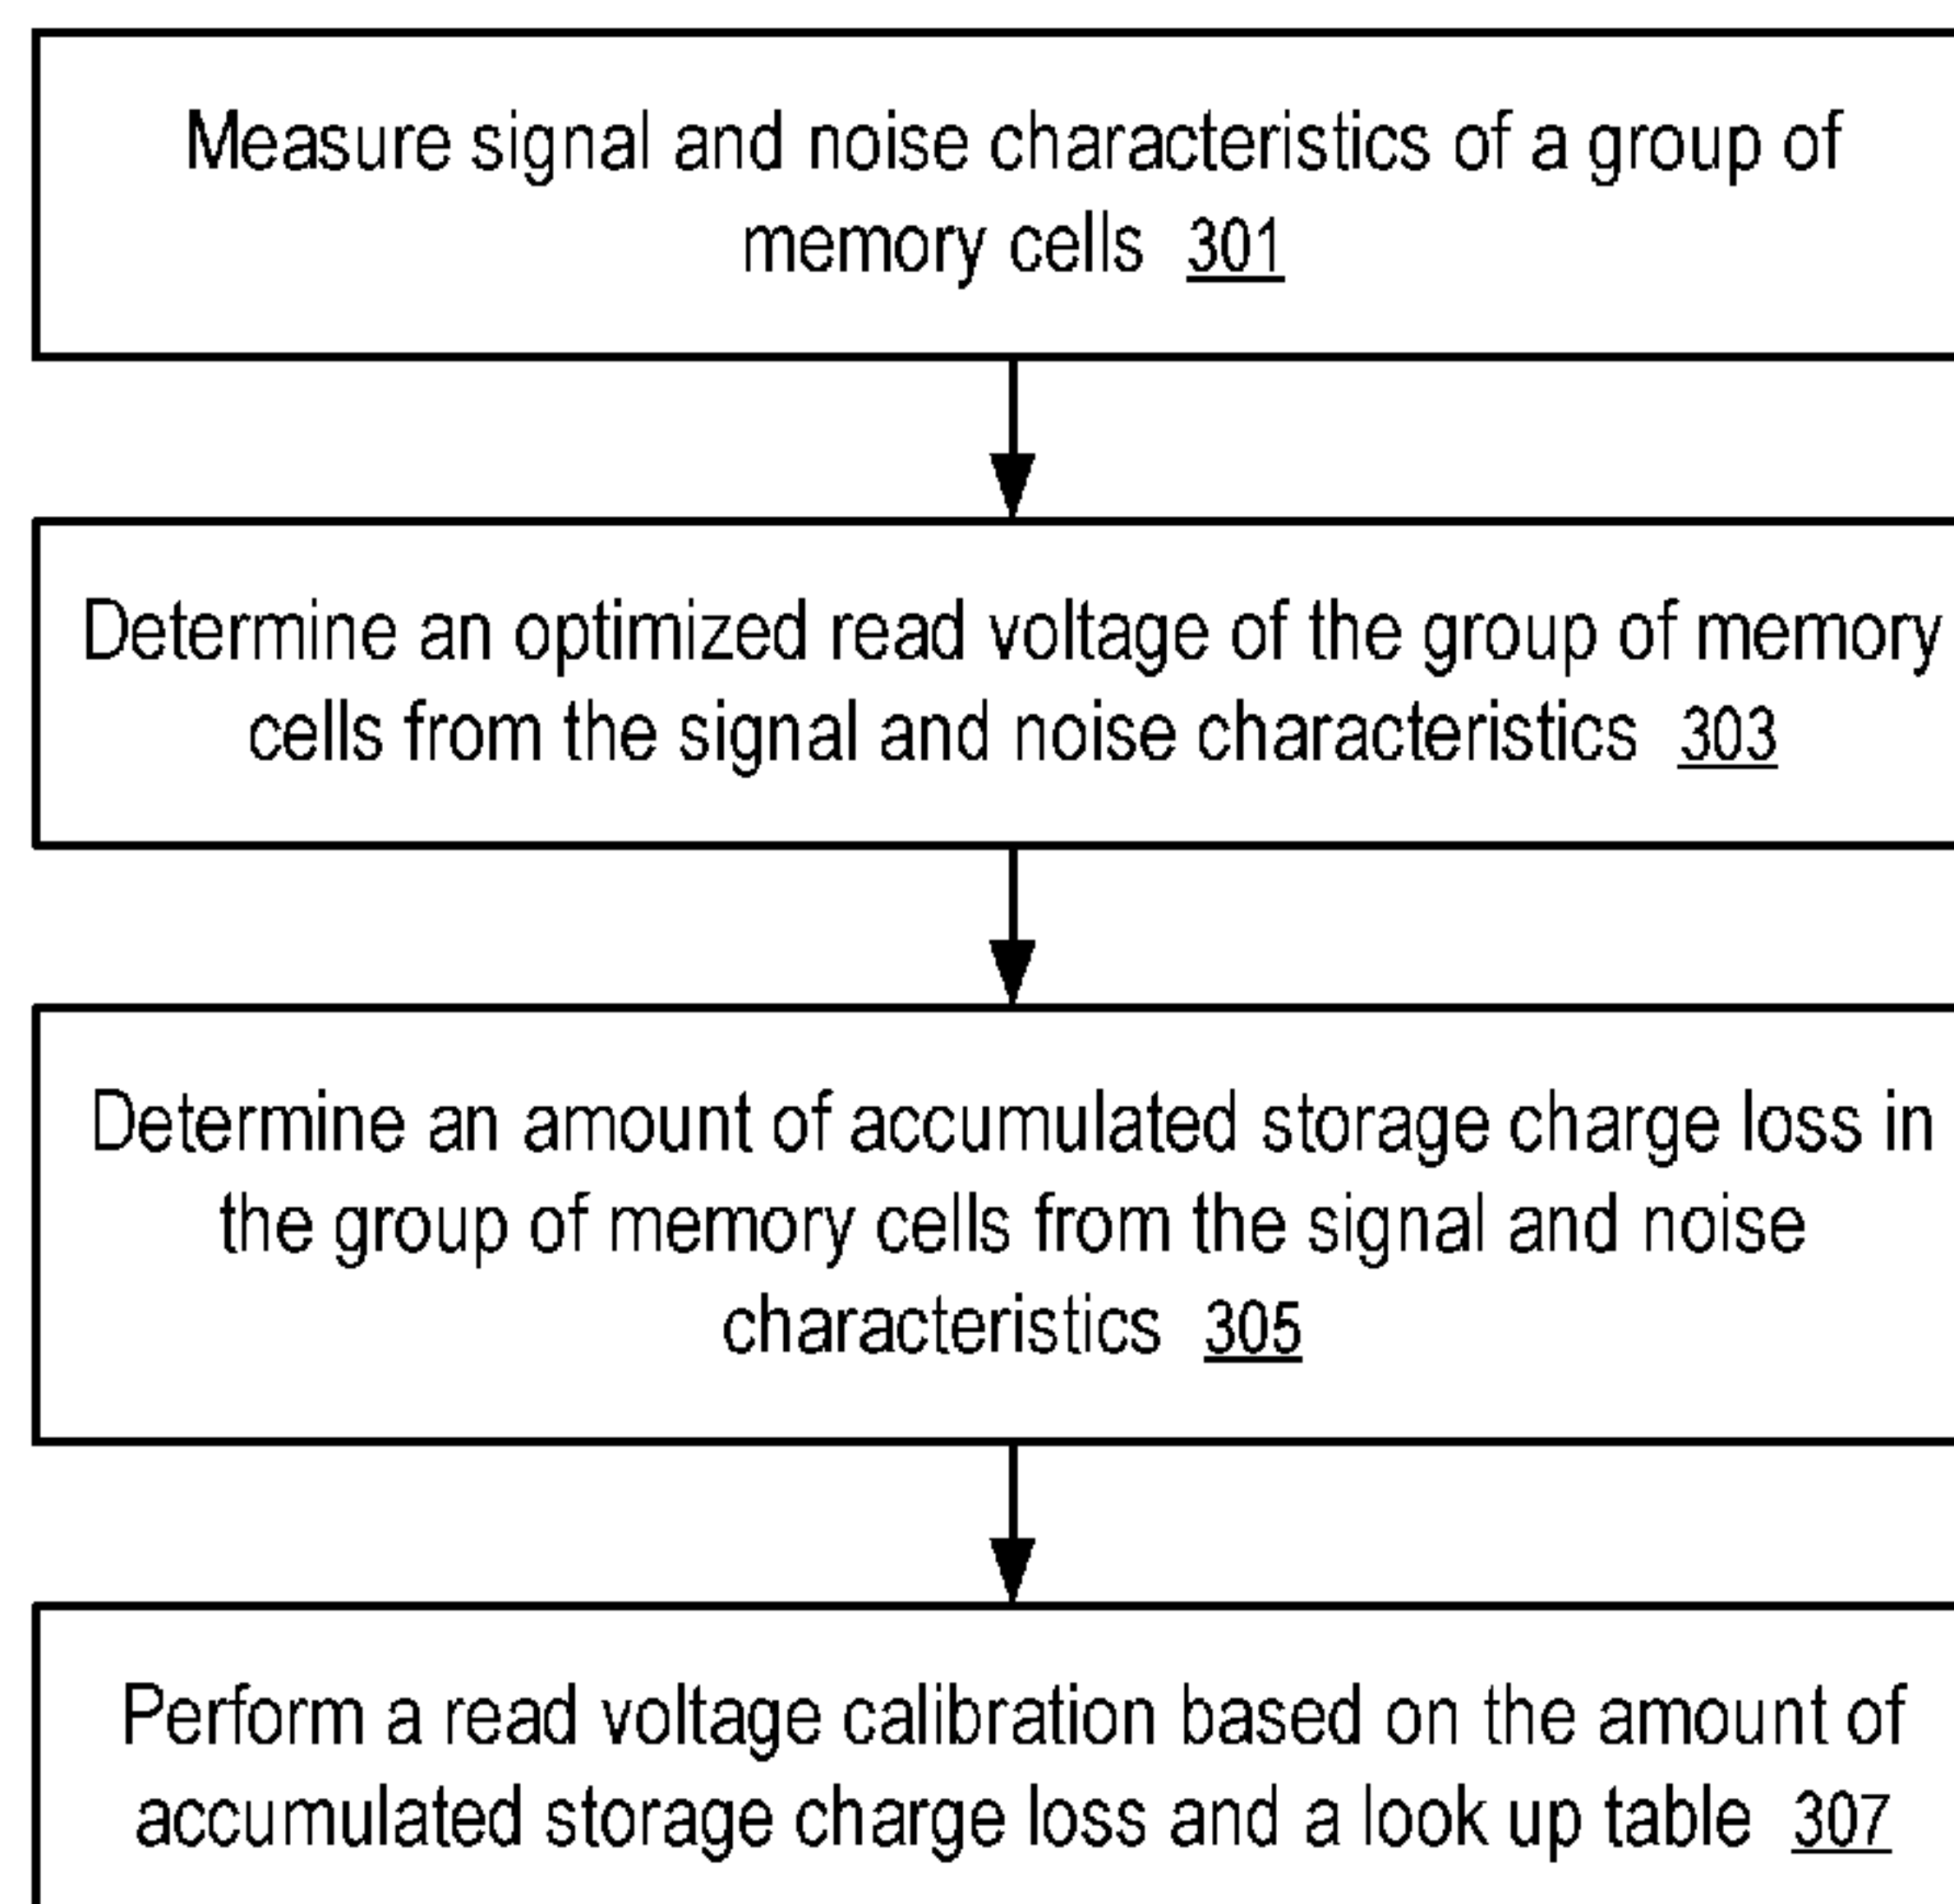 Measure signal and noise characteristics of a group of
memory cells 301
Determine an optimized read voltage of the group of memory
cells from the signal and noise characteristics 303
Determine an amount of accumulated storage charge loss in
the group of memory cells from the signal and noise
characteristics 305
Perform a read voltage calibration based on the amount of
accumulated storage charge loss and a look up table 307